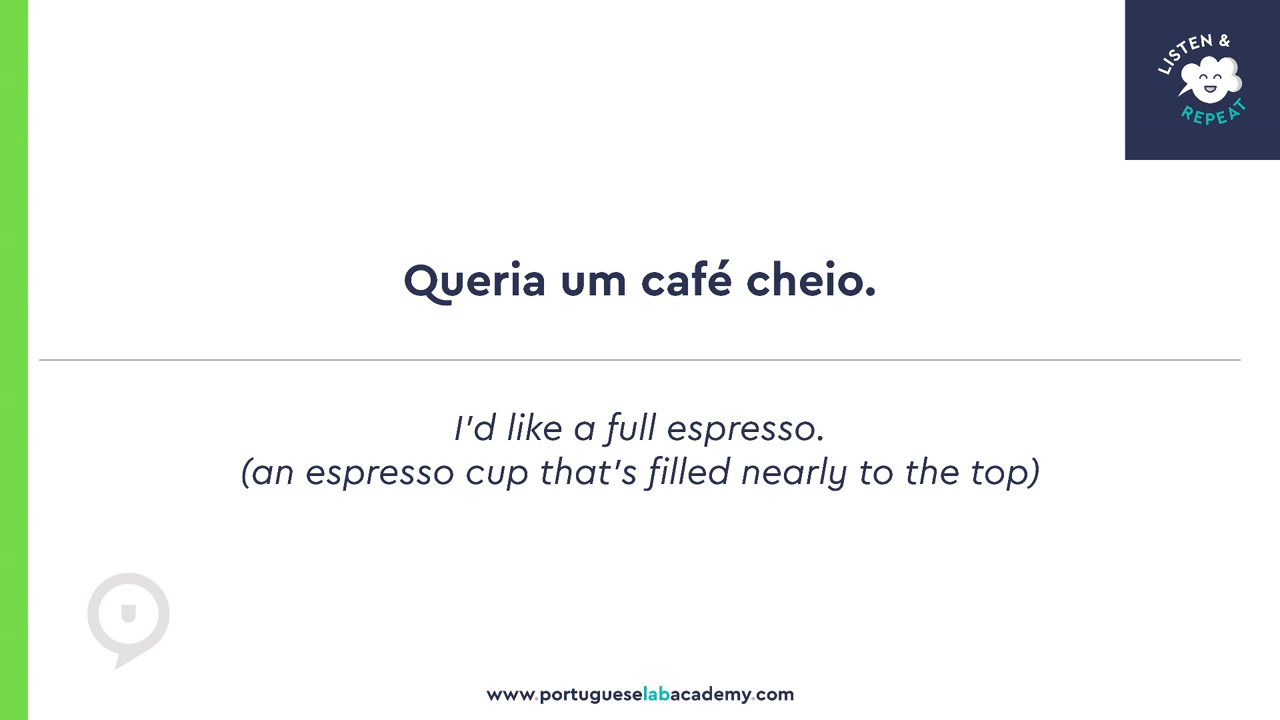 LISTEN &
REPEAT
Queria um café cheio.
I'd like a full espresso.
(an espresso cup that's filled nearly to the top)
www.portugueselabacademy.com